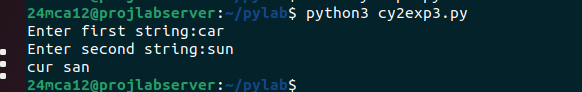 24mca12@projlabserver:~/pylab$ python3 cy2exp3.py
Enter first string:car
Enter second string:sun
cur san
24mca12@projlabserver:~/pylab$